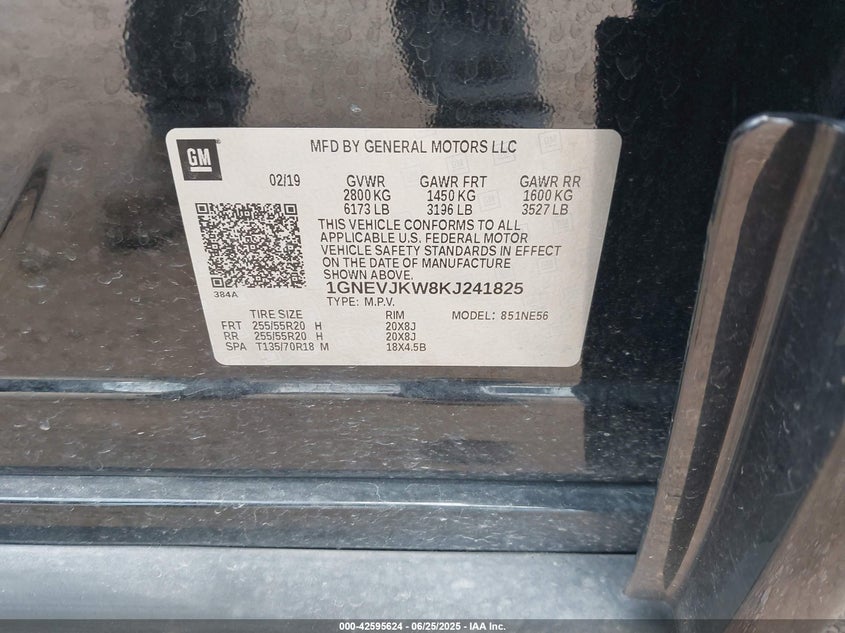 GM
MFD BY GENERAL MOTORS LLC
02/19 GVWR GAWR FRT GAWR RR
2800 KG 1450 KG 1600 KG
6173 LB 3196 LB 3527 LB
THIS VEHICLE CONFORMS TO ALL
APPLICABLE U.S. FEDERAL MOTOR
VEHICLE SAFETY STANDARDS IN EFFECT
ON THE DATE OF MANUFACTURE
SHOWN ABOVE.
384A
1GNEVJKW8KJ241825
TYPE: M.P.V.
TIRE SIZE RIM MODEL: 851NE56
FRT 255/55R20 H 20X8J
RR 255/55R20 H 20X8J
SPA T135/70R18 M 18X4.5B
000-42595624 / 06/25/2025 - IAA Inc.